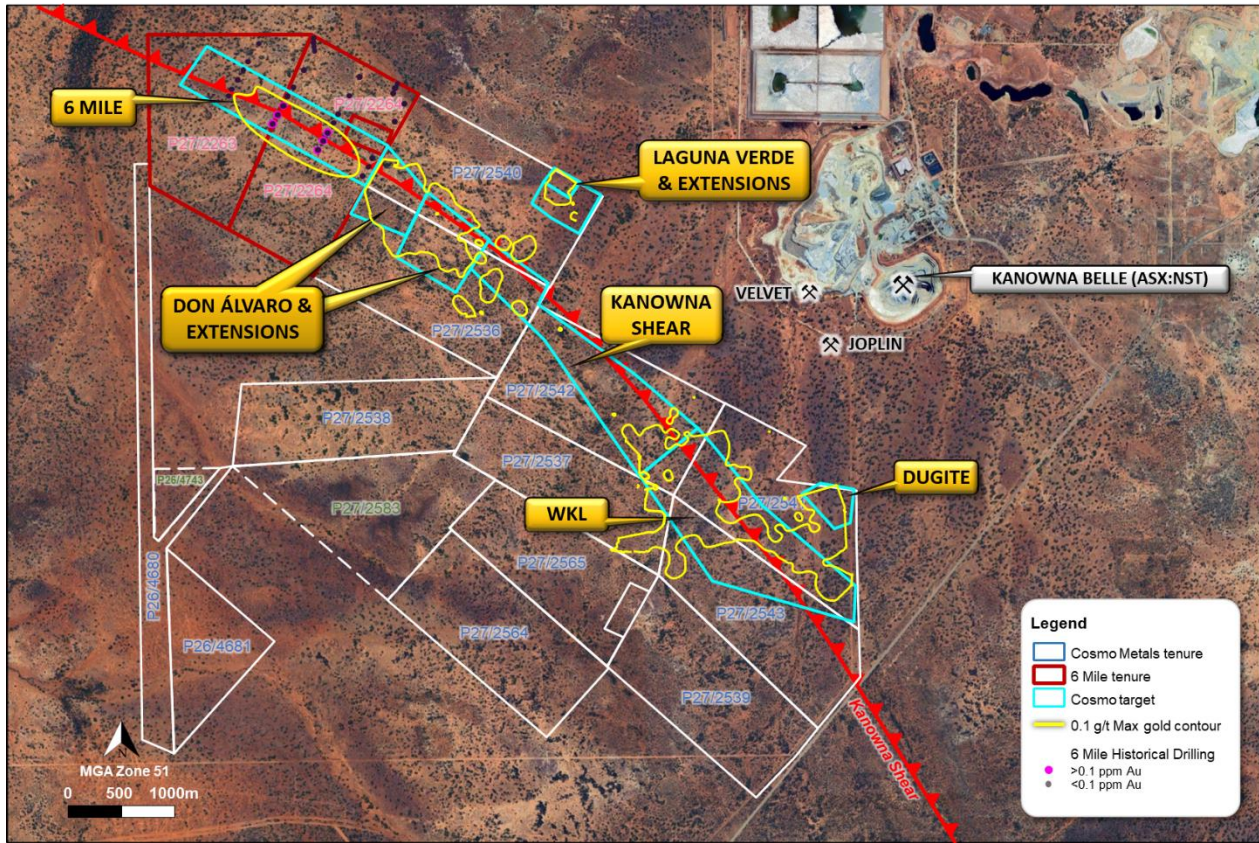 6 MILE
P27/2264
P27/2263
P27/2264
P27/2540
LAGUNA VERDE
& EXTENSIONS
KANOWNA BELLE (ASX:NST)
VELVET
JOPLIN
DON ÁLVARO &
EXTENSIONS
KANOWNA
SHEAR
P27/2536
P27/2542
P27/2538
P27/2537
P26/4743
P27/2583
WKL
DUGITE
P27/254
P27/2565
P27/2543
P26/4680
P26/4681
P27/2564
P27/2539
Kanowna Shear
MGA Zone 51
0 500 1000m
Legend
Cosmo Metals tenure
6 Mile tenure
Cosmo target
0.1 g/t Max gold contour
6 Mile Historical Drilling
>0.1 ppm Au
<0.1 ppm Au